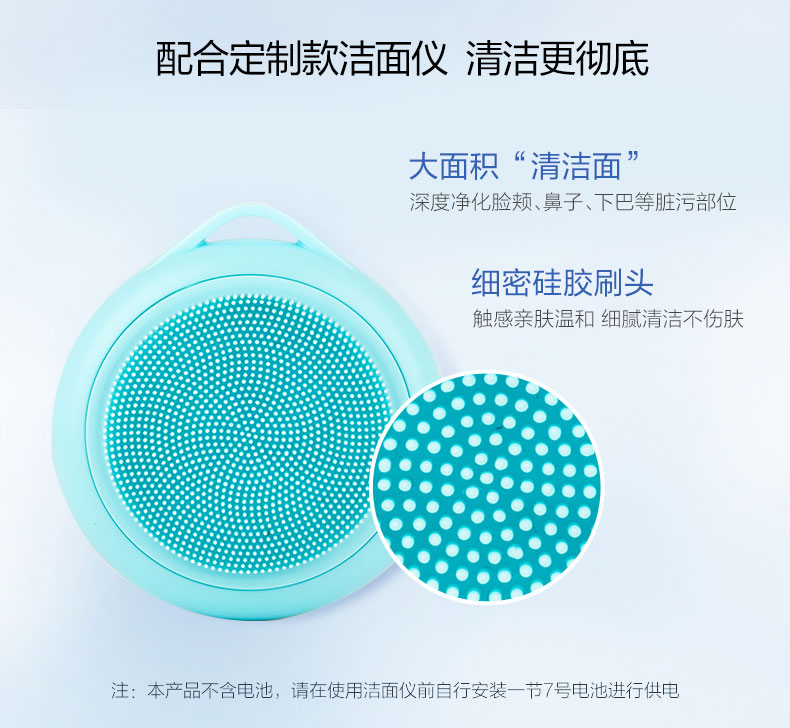 配合定制款洁面仪 清洁更彻底
大面积“清洁面”
深度净化脸颊、鼻子、下巴等脏污部位
细密硅胶刷头
触感亲肤温和 细腻清洁不伤肤
注：本产品不含电池，请在使用洁面仪前自行安装一节7号电池进行供电